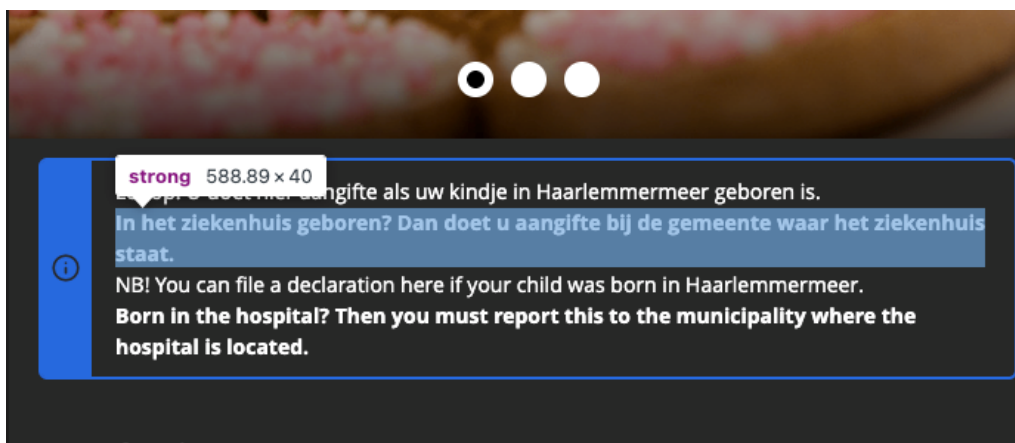 strong 588.89 × 40
aangifte als uw kindje in Haarlemmermeer geboren is.
In het ziekenhuis geboren? Dan doet u aangifte bij de gemeente waar het ziekenhuis
staat.
NB! You can file a declaration here if your child was born in Haarlemmermeer.
Born in the hospital? Then you must report this to the municipality where the
hospital is located.